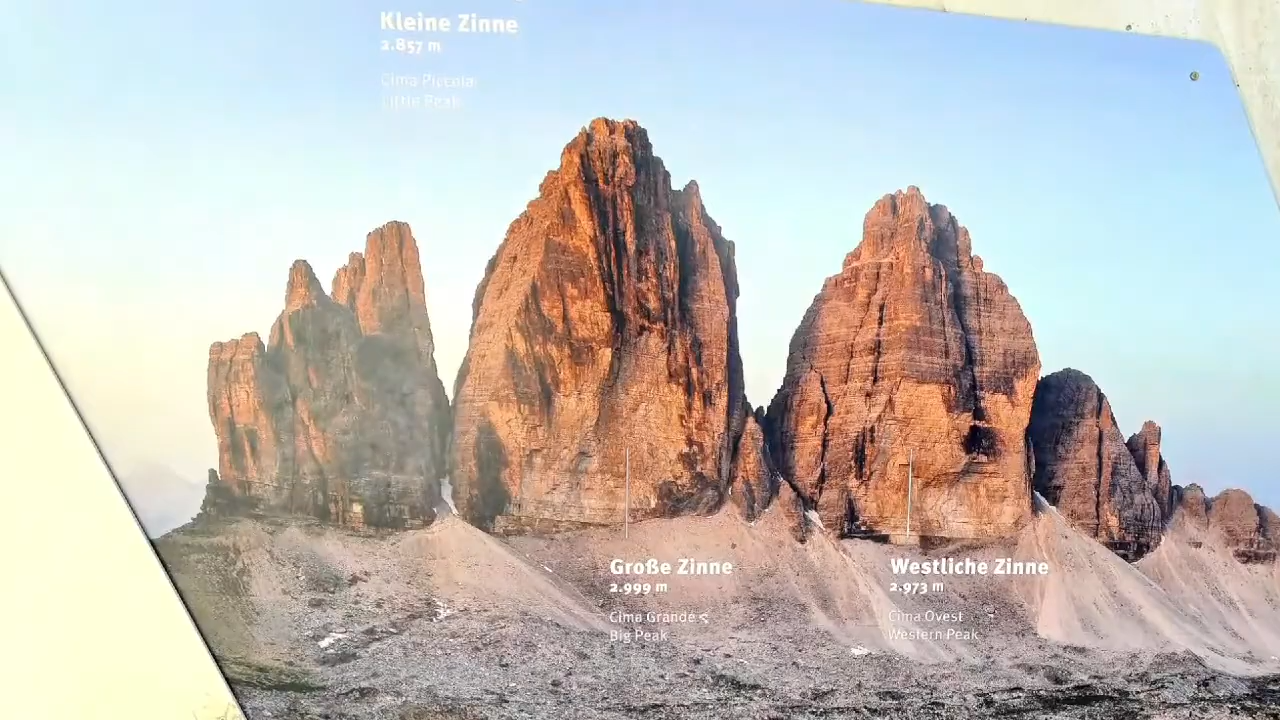 Kleine Zinne
2.857 m
Cima Piccola
Little Peak
Große Zinne
2.999 m
Cima Grande
Big Peak
Westliche Zinne
2.973 m
Cima Ovest
Western Peak